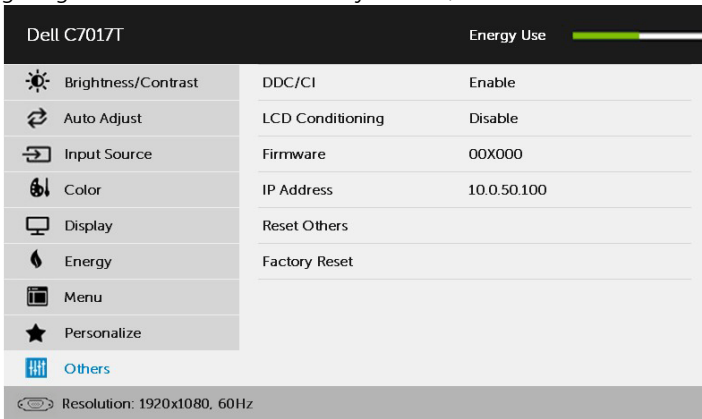 Dell C7017T Energy Use
Brightness/Contrast DDC/CI Enable
Auto Adjust LCD Conditioning Disable
Input Source Firmware 00X000
Color IP Address 10.0.50.100
Display Reset Others
Energy Factory Reset
Menu
Personalize
Others
Resolution: 1920x1080, 60Hz